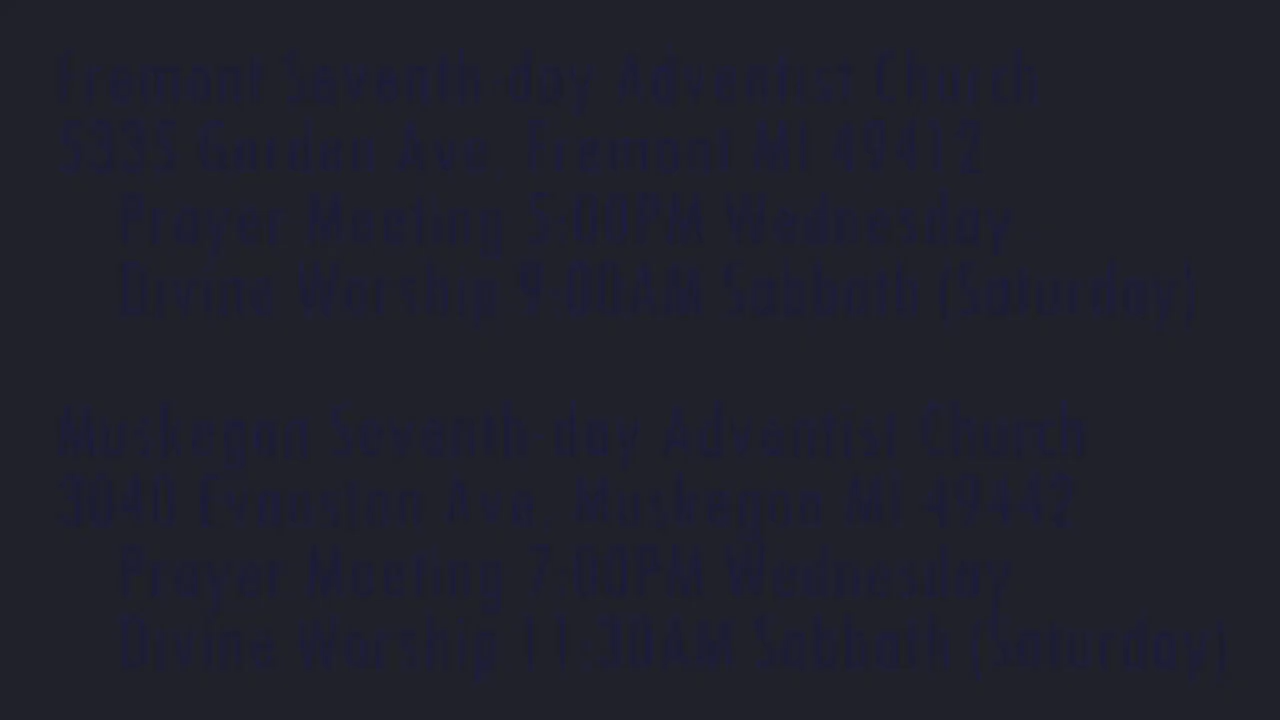 Fremont Seventh-day Adventist Church
5235 Garden Ave. Fremont MI 49412
Prayer Meeting 5:00PM Wednesday
Divine Worship 9:00AM Sabbath (Saturday)
Muskegon Seventh-day Adventist Church
3040 Evanston Ave. Muskegon MI 49442
Prayer Meeting 7:00PM Wednesday
Divine Worship 11:30AM Sabbath (Saturday)